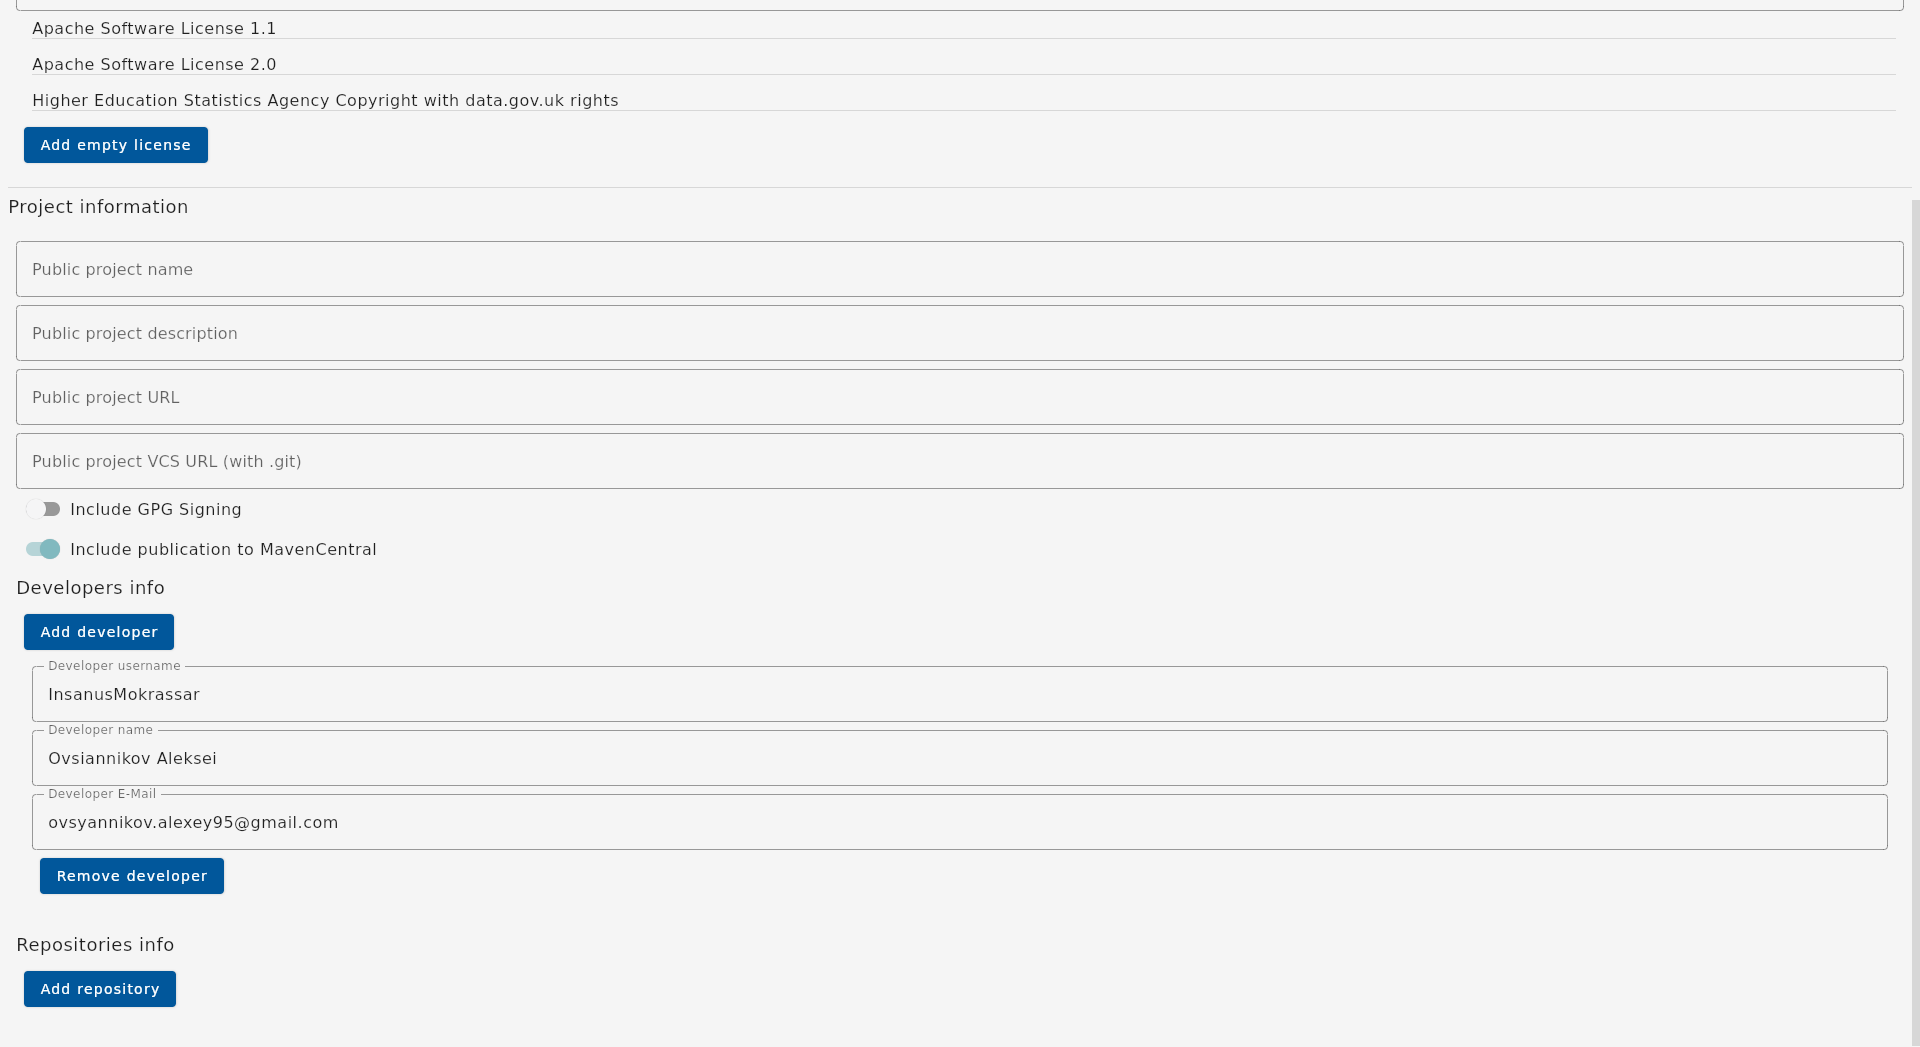 Apache Software License 1.1
Apache Software License 2.0
Higher Education Statistics Agency Copyright with data.gov.uk rights
Add empty license
Project information
Public project name
Public project description
Public project URL
Public project VCS URL (with .git)
Include GPG Signing
Include publication to MavenCentral
Developers info
Add developer
Developer username
InsanusMokrassar
Developer name
Ovsiannikov Aleksei
Developer E-Mail
ovsyannikov.alexey95@gmail.com
Remove developer
Repositories info
Add repository